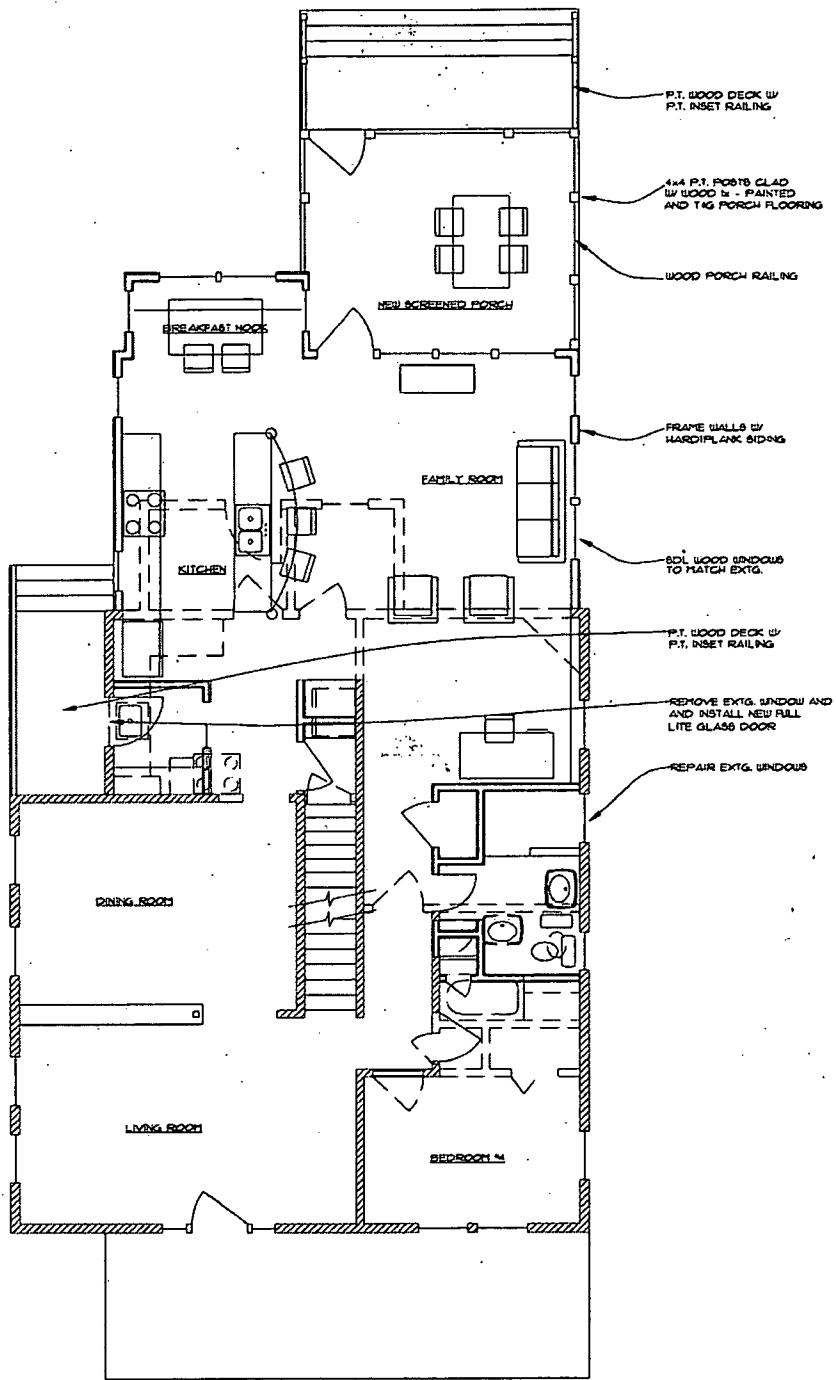 P.T. WOOD DECK W/
P.T. INSET RAILING
4x4 P.T. POSTS CLAD
W/ WOOD 1x - PAINTED
AND T&G PORCH FLOORING
WOOD PORCH RAILING
NEW SCREENED PORCH
BREAKFAST NOOK
FRAME WALLS W/
HARDIPLANK SIDING
FAMILY ROOM
SDL WOOD WINDOWS
TO MATCH EXTG.
KITCHEN
P.T. WOOD DECK W/
P.T. INSET RAILING
REMOVE EXTG. WINDOW AND
AND INSTALL NEW FULL
LITE GLASS DOOR
REPAIR EXTG. WINDOWS
DINING ROOM
LIVING ROOM
BEDROOM #4